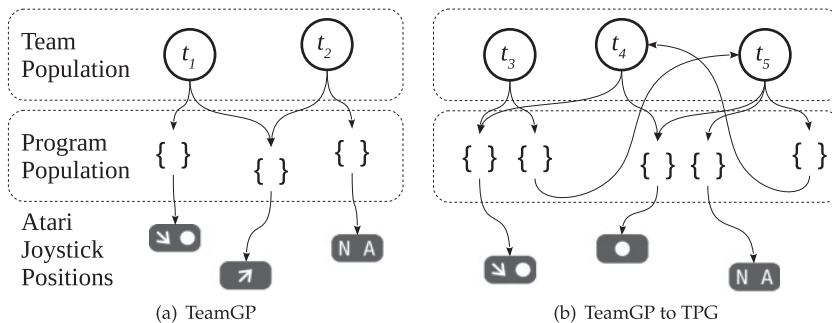 Team
Population
t1
t2
t3
t4
t5
Program
Population
{ }
{ }
{ }
{ }
{ }
{ }
{ }
{ }
Atari
Joystick
Positions
N A
N A
(a) TeamGP
(b) TeamGP to TPG